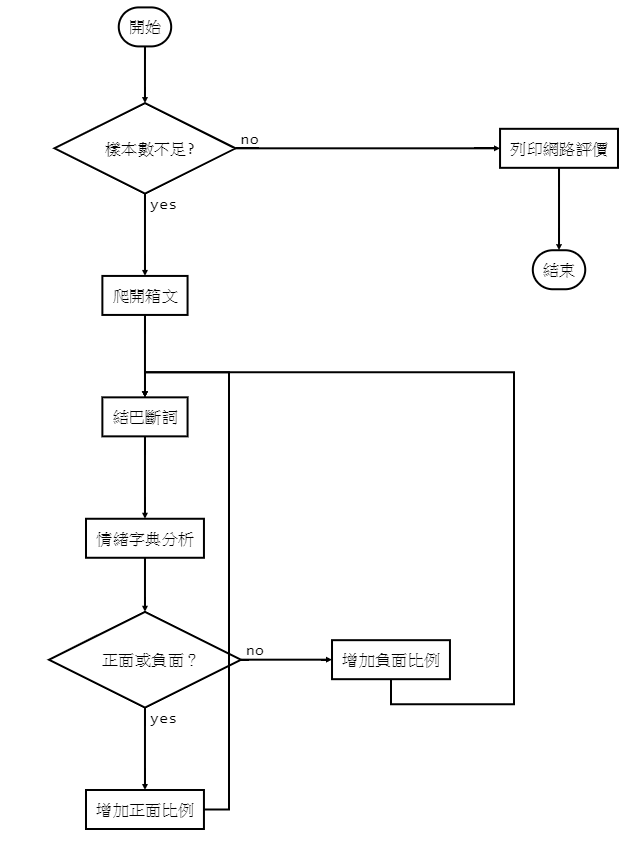 開始
樣本數不足?
no
列印網路評價
yes
結束
爬開箱文
結巴斷詞
情緒字典分析
正面或負面？
no
增加負面比例
yes
增加正面比例